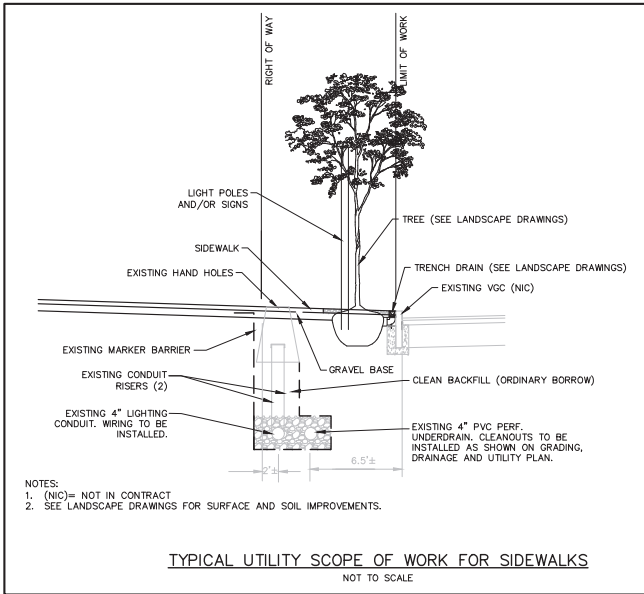 RIGHT OF WAY
LIMIT OF WORK
LIGHT POLES
AND/OR SIGNS
TREE (SEE LANDSCAPE DRAWINGS)
SIDEWALK
TRENCH DRAIN (SEE LANDSCAPE DRAWINGS)
EXISTING HAND HOLES
EXISTING VGC (NIC)
EXISTING MARKER BARRIER
GRAVEL BASE
EXISTING CONDUIT
RISERS (2)
CLEAN BACKFILL (ORDINARY BORROW)
EXISTING 4" LIGHTING
CONDUIT. WIRING TO BE
INSTALLED.
EXISTING 4" PVC PERF.
UNDERDRAIN. CLEANOUTS TO BE
INSTALLED AS SHOWN ON GRADING,
DRAINAGE AND UTILITY PLAN.
2'±
6.5'±
NOTES:
1. (NIC)= NOT IN CONTRACT
2. SEE LANDSCAPE DRAWINGS FOR SURFACE AND SOIL IMPROVEMENTS.
TYPICAL UTILITY SCOPE OF WORK FOR SIDEWALKS
NOT TO SCALE